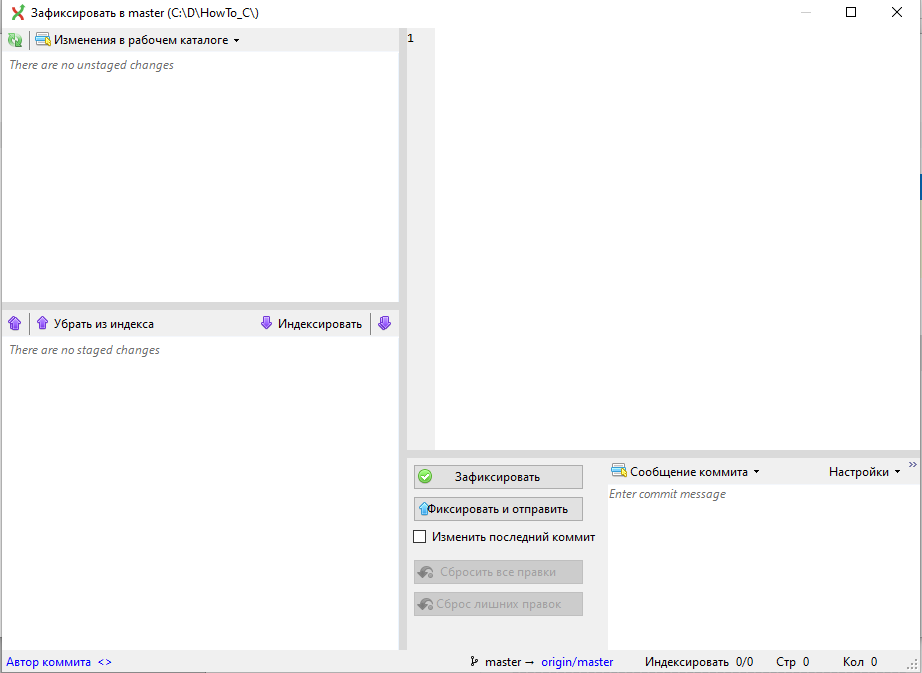 Зафиксировать в master (C:\D\HowTo_C\)
Изменения в рабочем каталоге
There are no unstaged changes
1
Убрать из индекса
Индексировать
There are no staged changes
Зафиксировать
Фиксировать и отправить
Изменить последний коммит
Сбросить все правки
Сброс лишних правок
Сообщение коммита
Настройки
»
Enter commit message
Автор коммита <>
master → origin/master
Индексировать 0/0
Стр 0
Кол 0